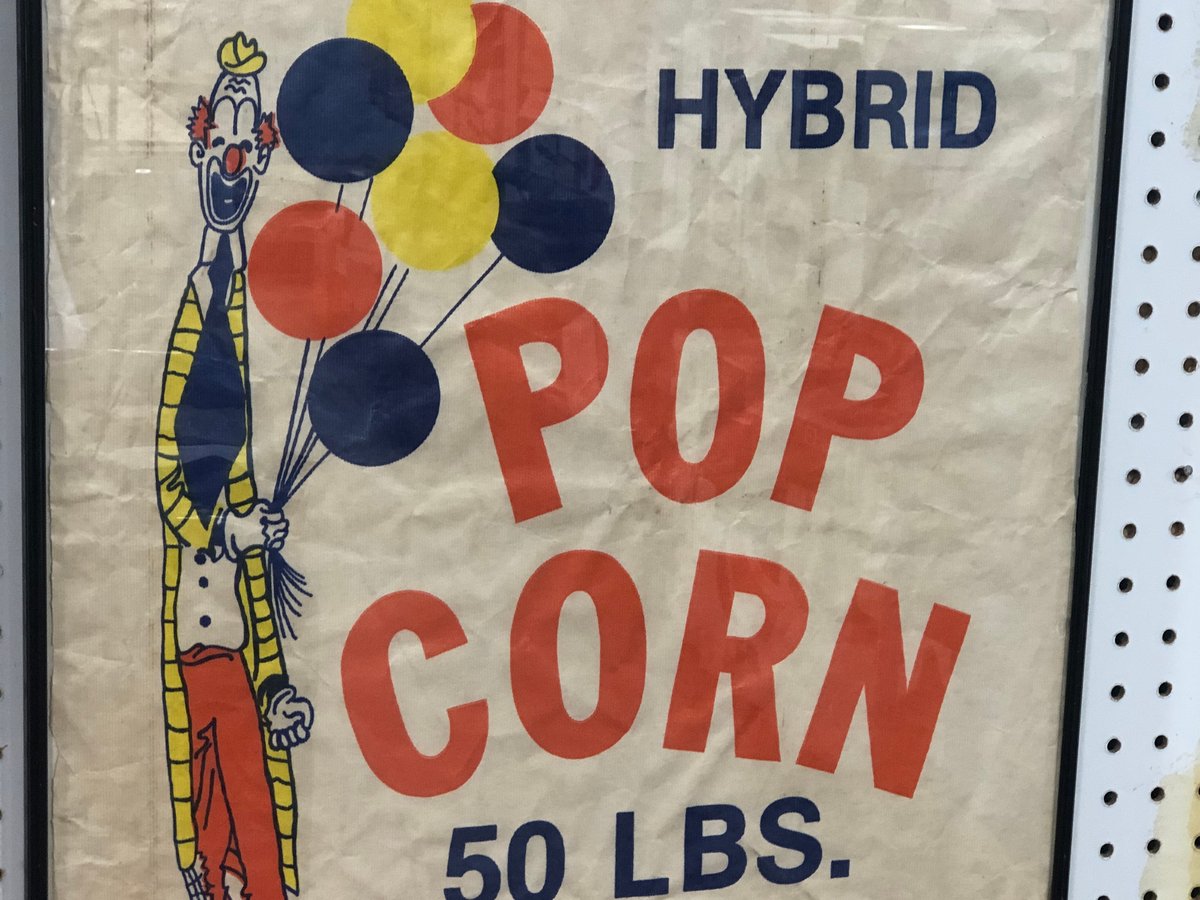 HYBRID
POP
CORN
50 LBS.